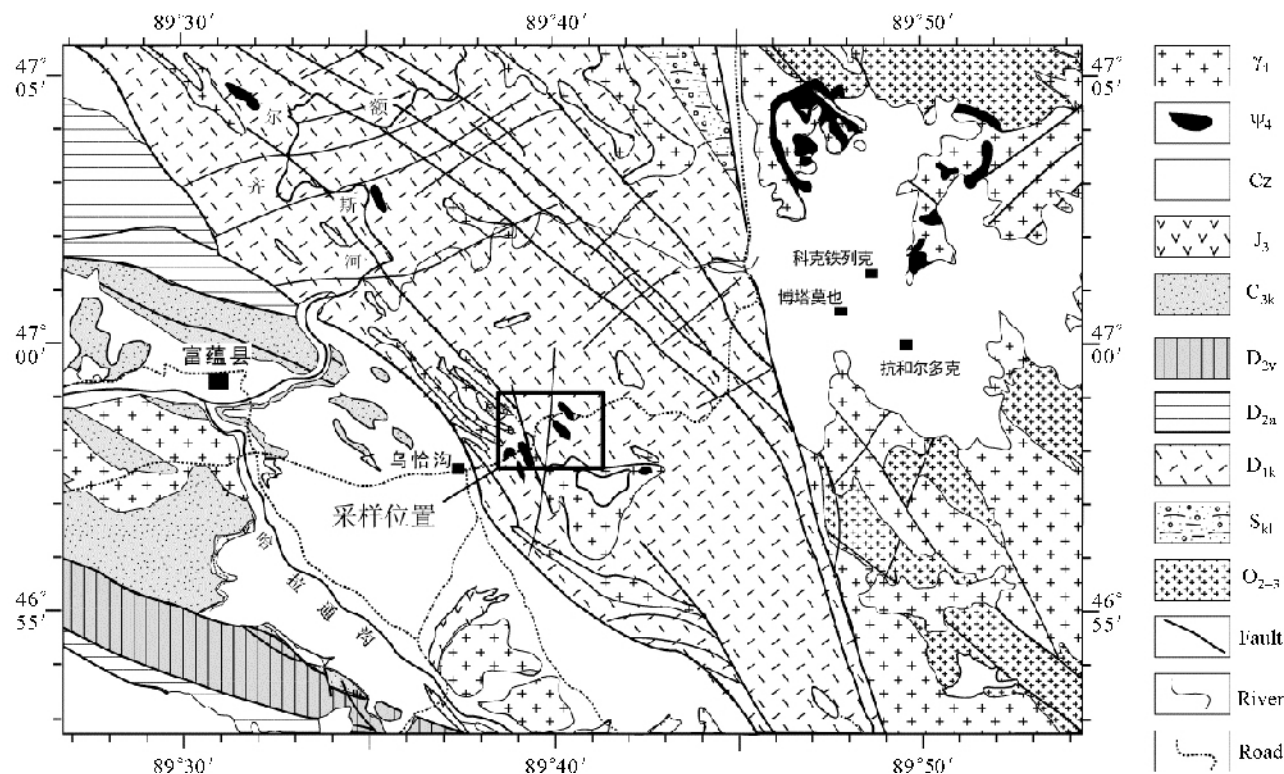 89°30′ 89°40′ 89°50′
47°
05′
47°
05′
额
尔
齐
斯
河
科克铁列克
博塔莫也
47°
00′
47°
00′
富蕴县
抗和尔多克
乌恰沟
采样位置
哈
拉
通
沟
46°
55′
46°
55′
89°30′ 89°40′ 89°50′
γ₄
Ψ₄
Cz
J₃
C₃ₖ
D₂ᵧ
D₂ₐ
D₁ₖ
Sₖₗ
O₂₋₃
Fault
River
Road